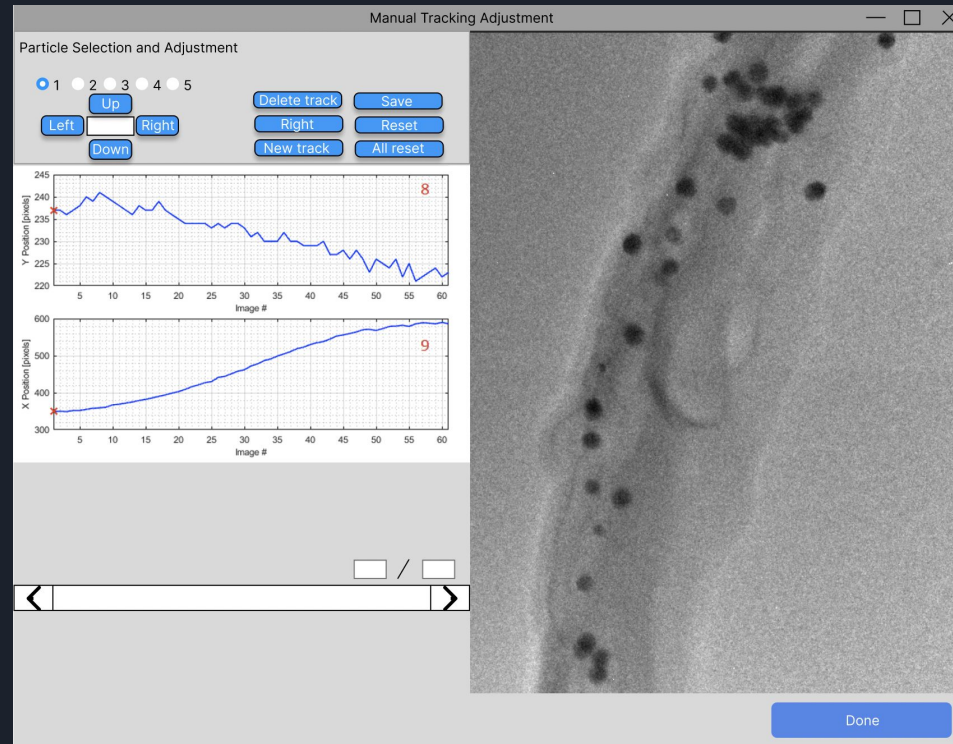 Manual Tracking Adjustment
Particle Selection and Adjustment
1 2 3 4 5
Up
Left Right
Down
Delete track Save
Right Reset
New track All reset
8
Y Position [pixels]
245
240
235
230
225
220
5 10 15 20 25 30 35 40 45 50 55 60
Image #
9
X Position [pixels]
600
500
400
300
5 10 15 20 25 30 35 40 45 50 55 60
Image #
/
Done